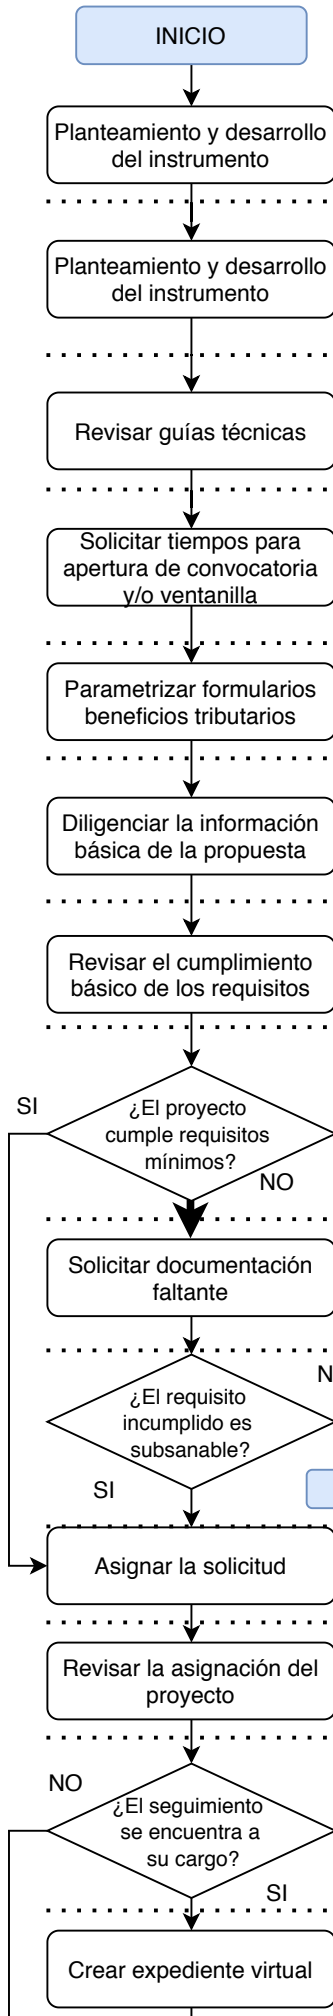 INICIO
Planteamiento y desarrollo
del instrumento
Planteamiento y desarrollo
del instrumento
Revisar guías técnicas
Solicitar tiempos para
apertura de convocatoria
y/o ventanilla
Parametrizar formularios
beneficios tributarios
Diligenciar la información
básica de la propuesta
Revisar el cumplimiento
básico de los requisitos
SI
¿El proyecto
cumple requisitos
mínimos?
NO
Solicitar documentación
faltante
N
¿El requisito
incumplido es
subsanable?
SI
Asignar la solicitud
Revisar la asignación del
proyecto
NO
¿El seguimiento
se encuentra a
su cargo?
SI
Crear expediente virtual